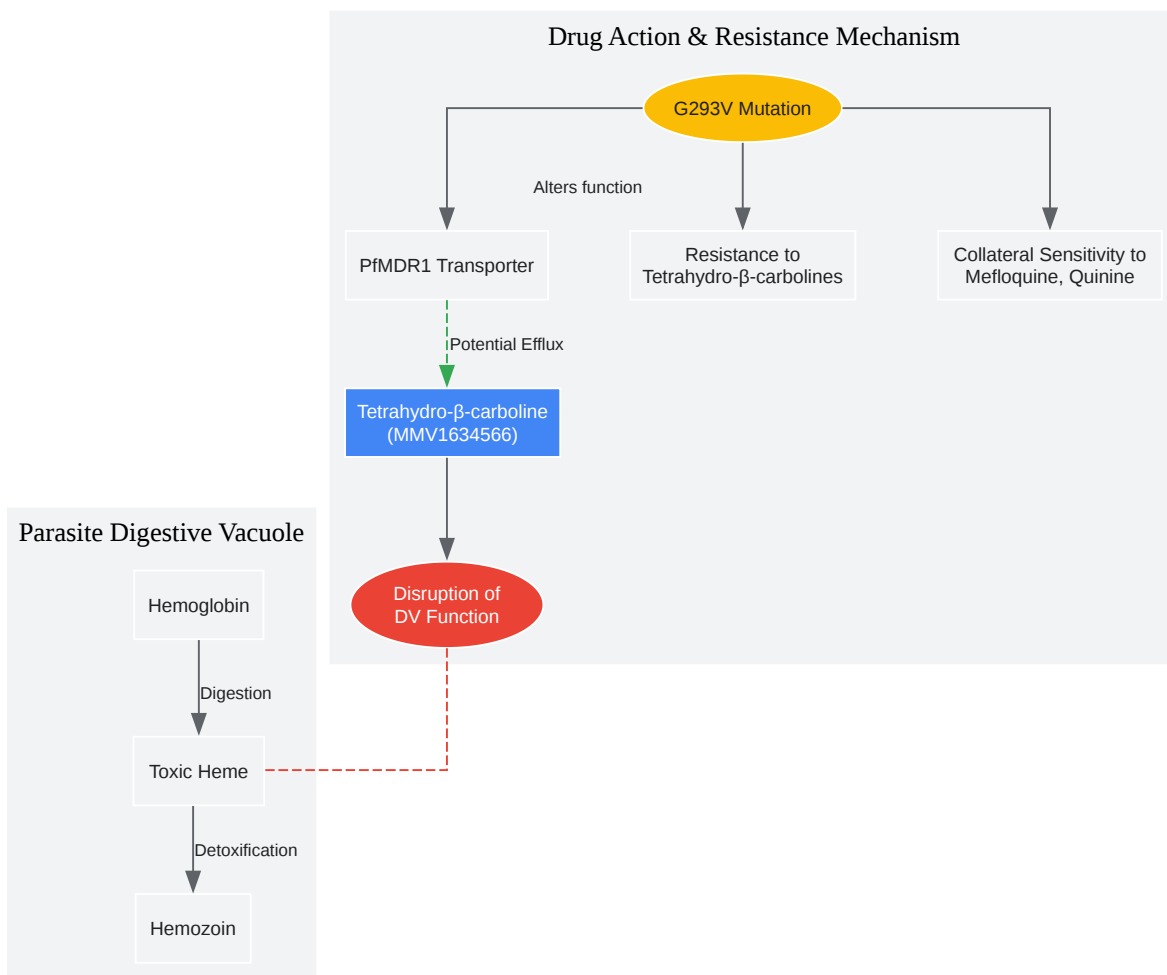 Drug Action & Resistance Mechanism
G293V Mutation
Alters function
PfMDR1 Transporter
Resistance to
Tetrahydro-β-carbolines
Collateral Sensitivity to
Mefloquine, Quinine
Potential Efflux
Tetrahydro-β-carboline
(MMV1634566)
Disruption of
DV Function
Parasite Digestive Vacuole
Hemoglobin
Digestion
Toxic Heme
Detoxification
Hemozoin